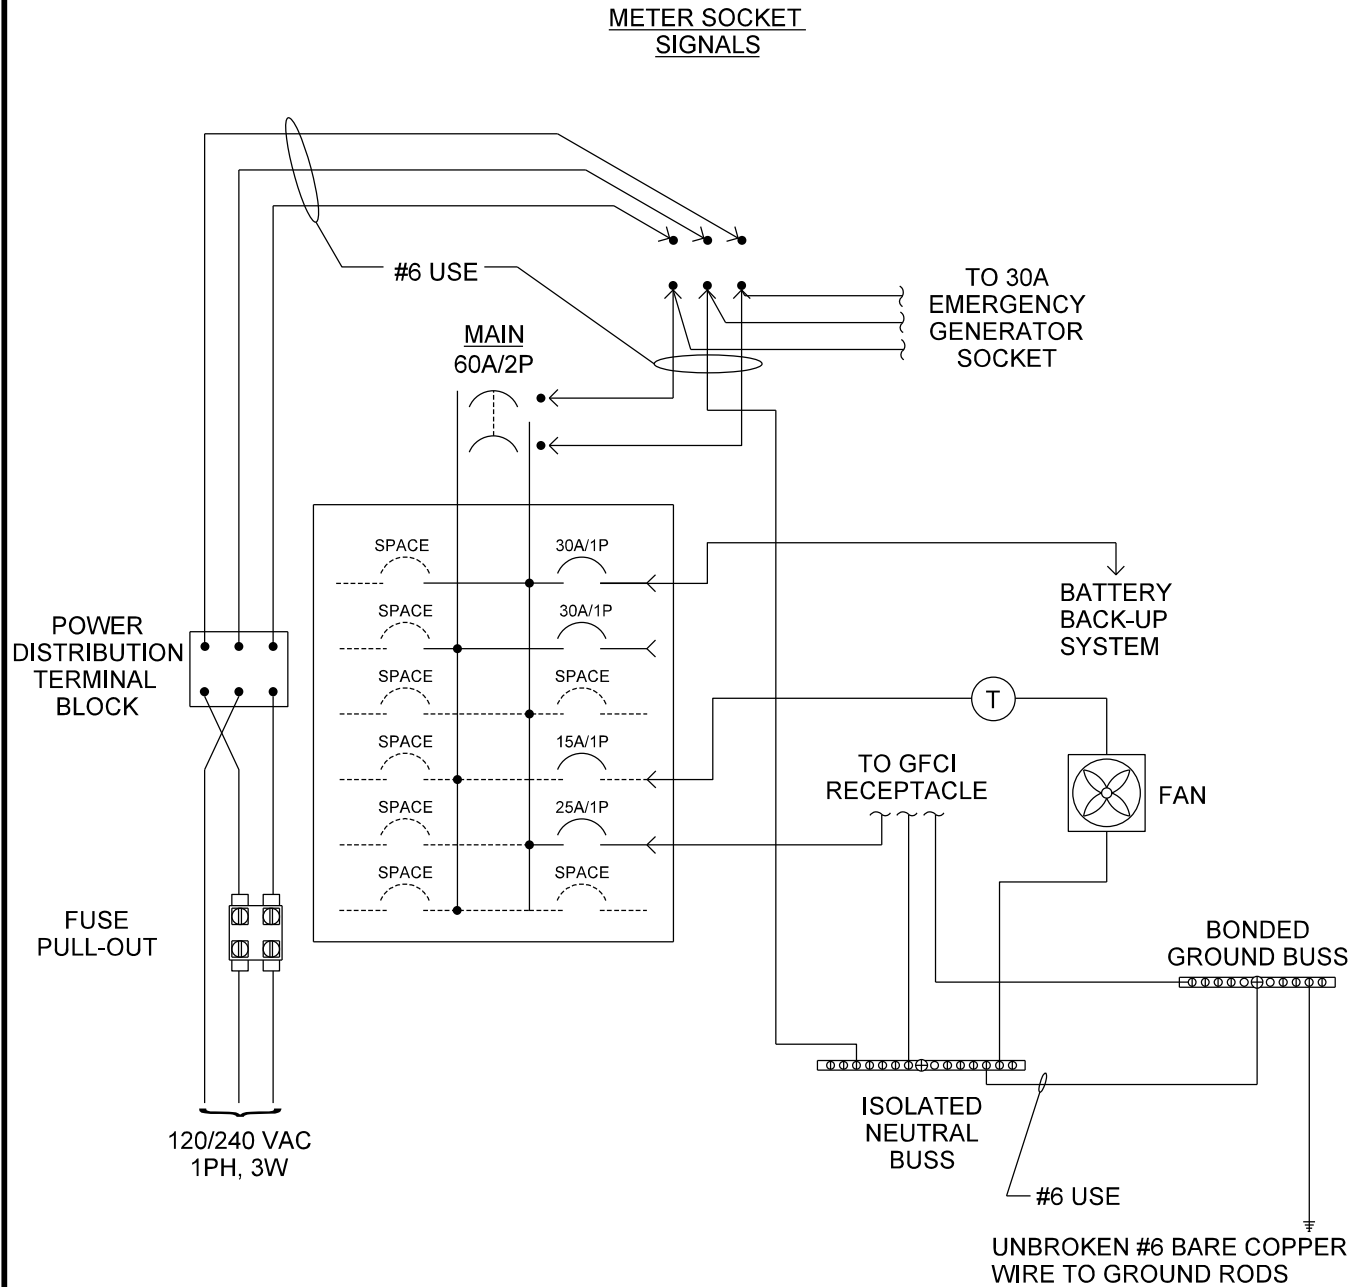 METER SOCKET
SIGNALS
#6 USE
TO 30A
EMERGENCY
GENERATOR
SOCKET
MAIN
60A/2P
SPACE
30A/1P
SPACE
30A/1P
SPACE
SPACE
SPACE
15A/1P
SPACE
25A/1P
SPACE
SPACE
BATTERY
BACK-UP
SYSTEM
POWER
DISTRIBUTION
TERMINAL
BLOCK
T
TO GFCI
RECEPTACLE
FAN
FUSE
PULL-OUT
BONDED
GROUND BUSS
ISOLATED
NEUTRAL
BUSS
120/240 VAC
1PH, 3W
#6 USE
UNBROKEN #6 BARE COPPER
WIRE TO GROUND RODS